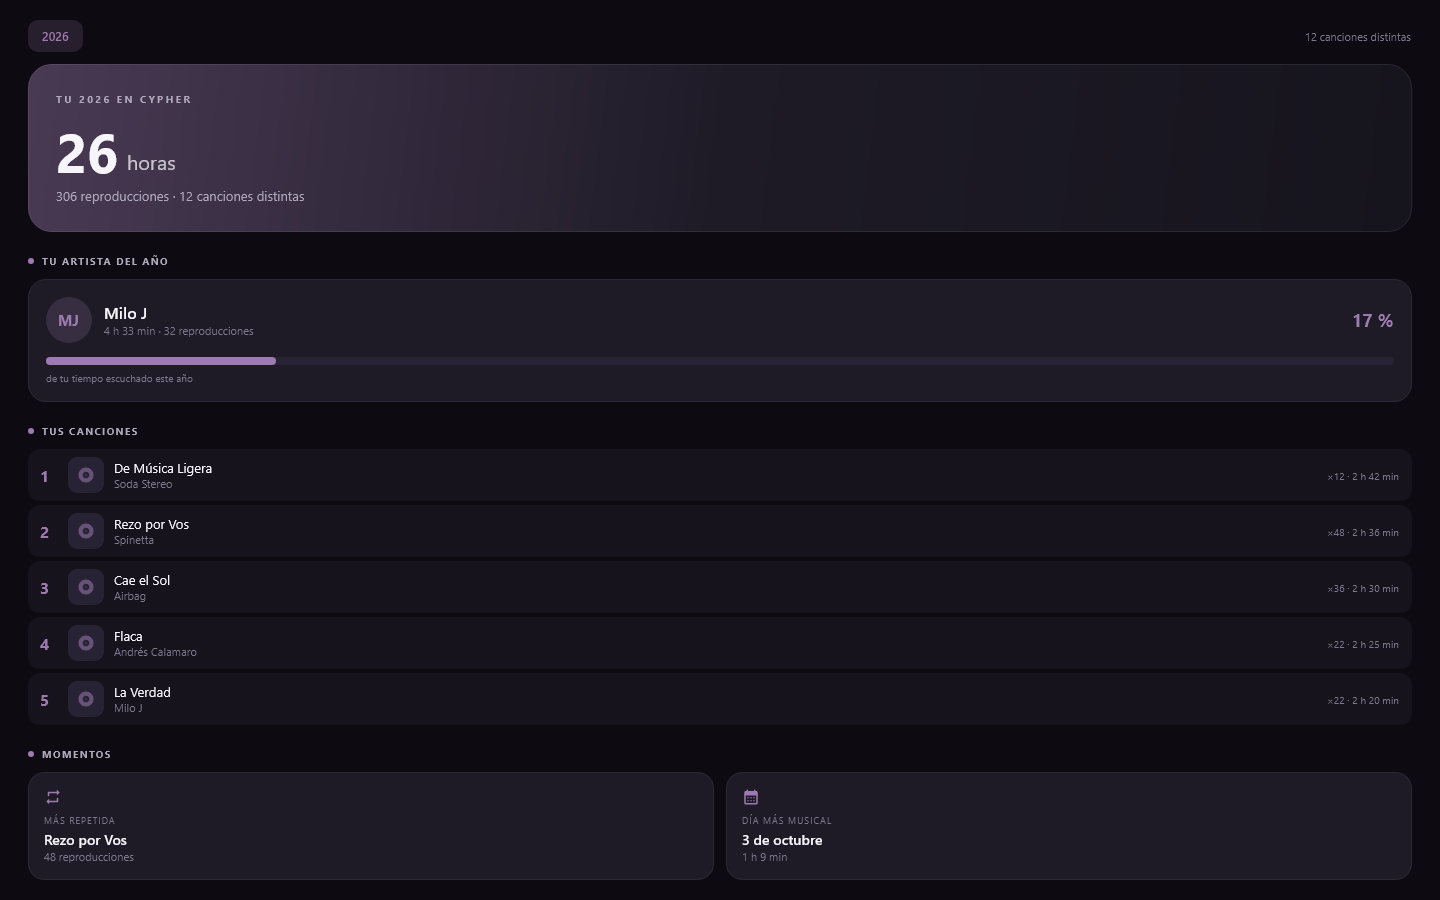 2026
12 canciones distintas
TU 2026 EN CYPHER
26 horas
306 reproducciones · 12 canciones distintas
TU ARTISTA DEL AÑO
MJ
Milo J
4 h 33 min · 32 reproducciones
17 %
de tu tiempo escuchado este año
TUS CANCIONES
1
De Música Ligera
Soda Stereo
×12 · 2 h 42 min
2
Rezo por Vos
Spinetta
×48 · 2 h 36 min
3
Cae el Sol
Airbag
×36 · 2 h 30 min
4
Flaca
Andrés Calamaro
×22 · 2 h 25 min
5
La Verdad
Milo J
×22 · 2 h 20 min
MOMENTOS
MÁS REPETIDA
Rezo por Vos
48 reproducciones
DÍA MÁS MUSICAL
3 de octubre
1 h 9 min